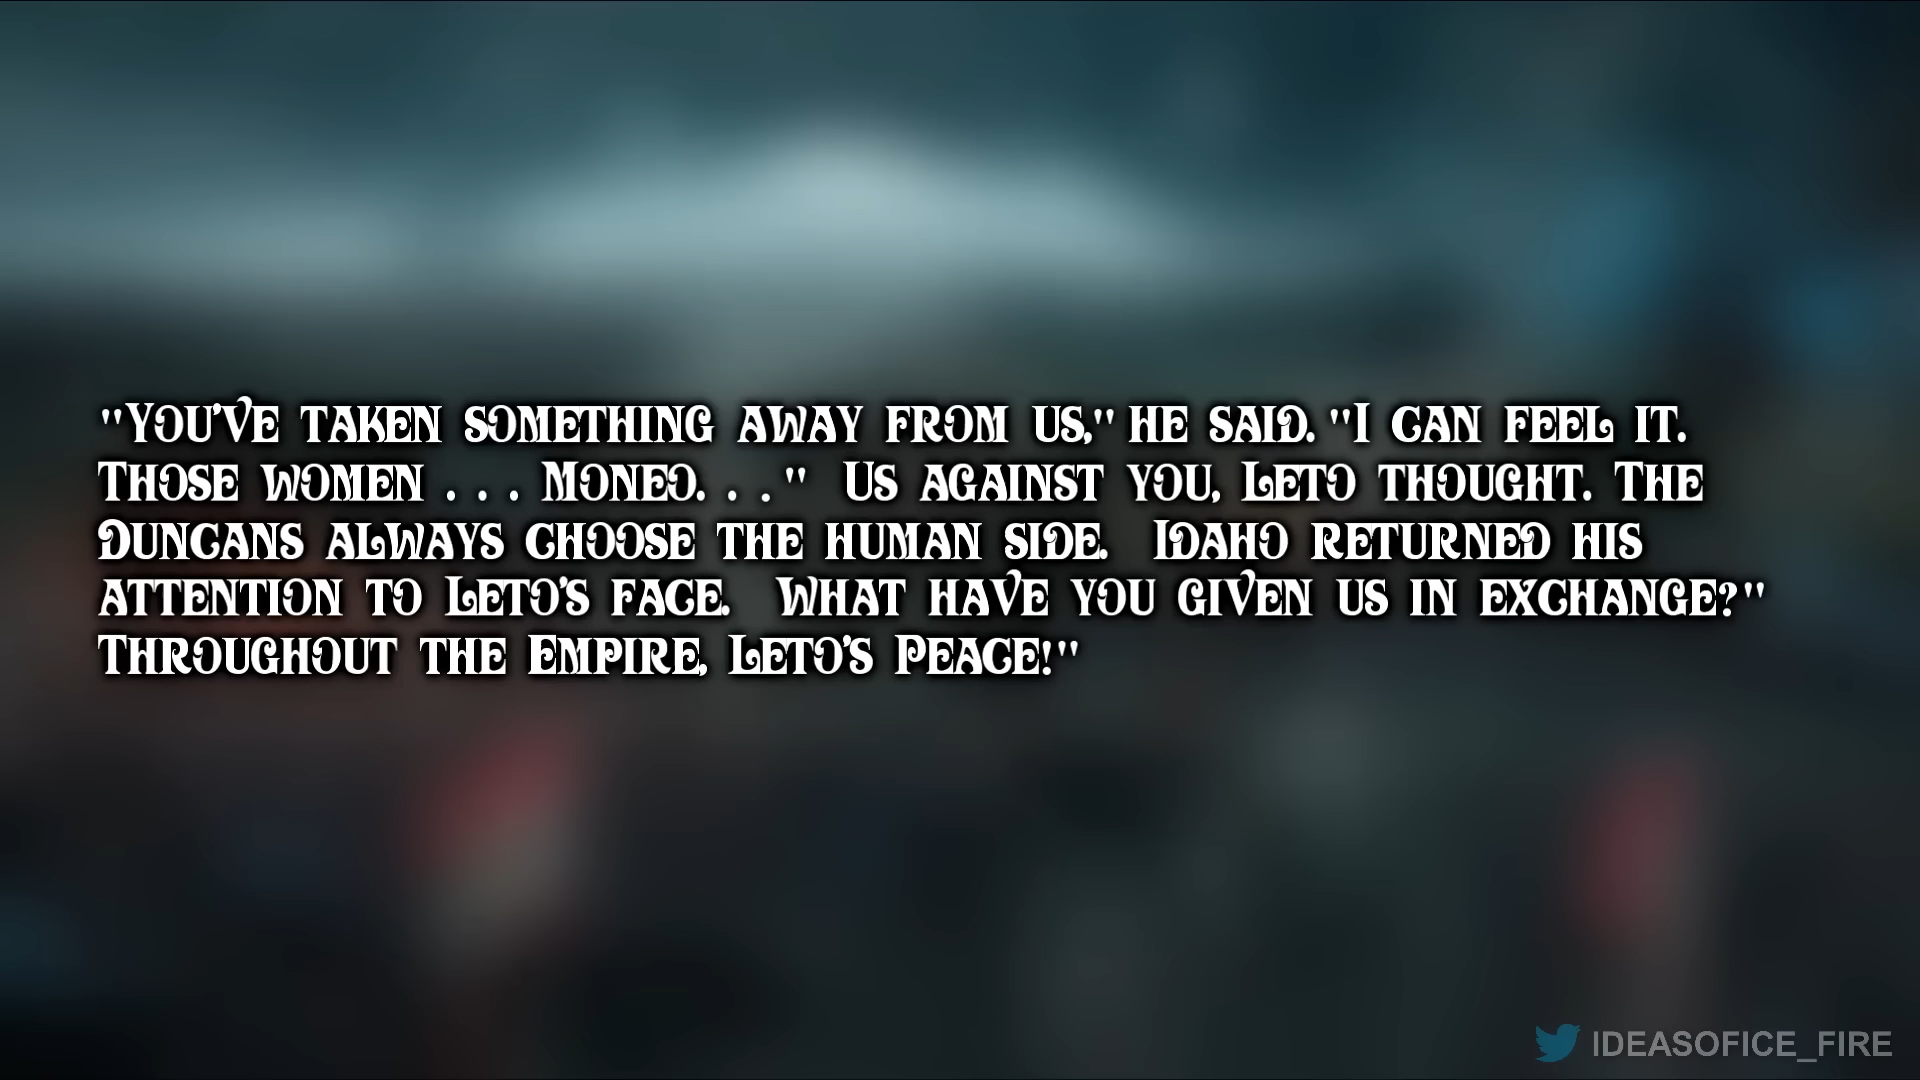 "You've taken something away from us," he said. "I can feel it.
Those women . . . Moneo. . . "  Us against you, Leto thought. The
Duncans always choose the human side.  Idaho returned his
attention to Leto's face.  What have you given us in exchange?"
Throughout the Empire, Leto's Peace!"
IDEASOFICE_FIRE